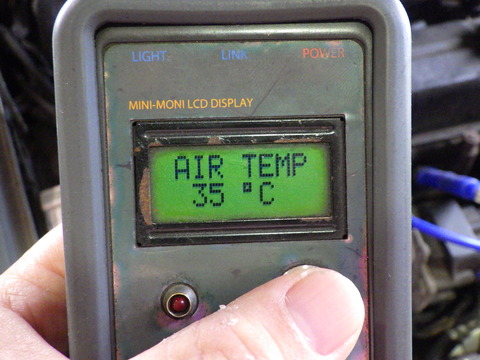 LIGHT LINK POWER
MINI-MONI LCD DISPLAY
AIR TEMP
35 °C